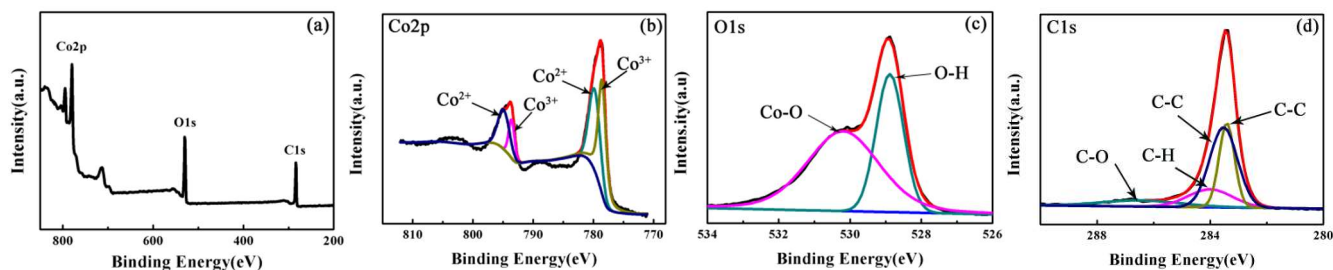 (a)
Co2p
O1s
C1s
Intensity(a.u.)
800 600 400 200
Binding Energy(eV)
Co2p
(b)
Co²⁺
Co³⁺
Co²⁺
Co³⁺
Intensity(a.u.)
810 800 790 780 770
Binding Energy(eV)
O1s
(c)
O-H
Co-O
Intens.ity(a.u.)
534 532 530 528 526
Binding Energy(eV)
C1s
(d)
C-C
C-C
C-H
C-O
Intensity(a.u.)
288 284 280
Binding Energy(eV)